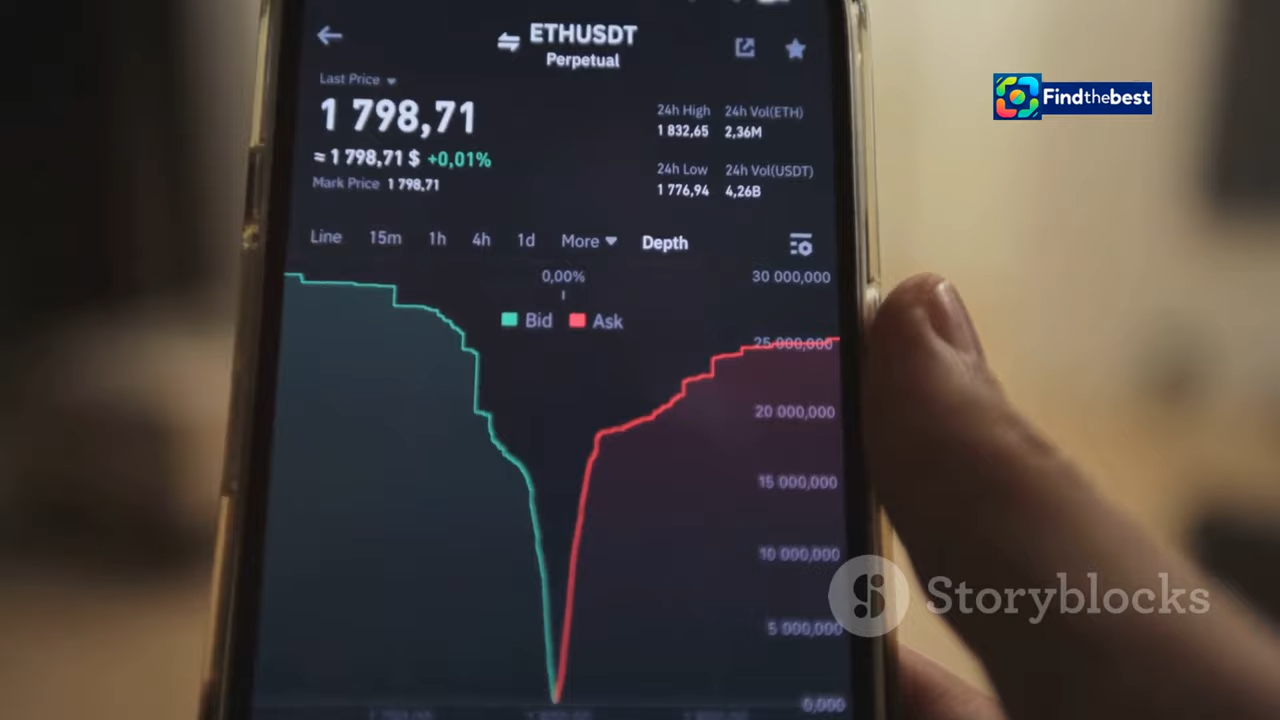 ETHUSDT
Perpetual
Last Price
1 798,71
≈ 1 798,71 $ +0,01%
Mark Price 1 798,71
24h High 24h Vol(ETH)
1 832,65 2,36M
24h Low 24h Vol(USDT)
1 776,94 4,26B
Line 15m 1h 4h 1d More Depth
0,00%
30 000,000
Bid Ask
25 000,000
20 000,000
15 000,000
10 000,000
5 000,000
0,000
Findthebest
Storyblocks